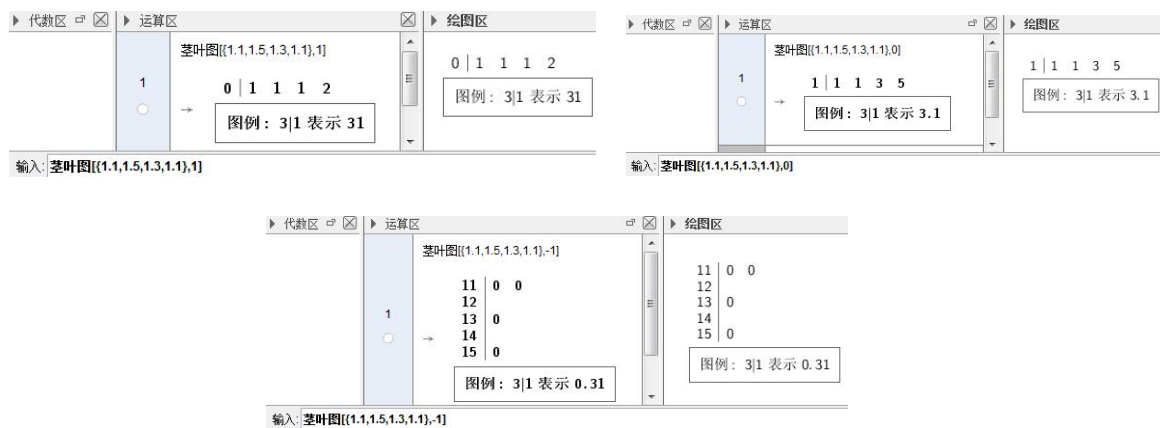 代数区 运算区 绘图区
茎叶图[{1.1,1.5,1.3,1.1},1]
1
0 | 1 1 1 2
图例: 3|1 表示 31
0 | 1 1 1 2
图例: 3|1 表示 31
输入: 茎叶图[{1.1,1.5,1.3,1.1},1]
代数区 运算区 绘图区
茎叶图[{1.1,1.5,1.3,1.1},0]
1
1 | 1 1 3 5
图例: 3|1 表示 3.1
1 | 1 1 3 5
图例: 3|1 表示 3.1
输入: 茎叶图[{1.1,1.5,1.3,1.1},0]
代数区 运算区 绘图区
茎叶图[{1.1,1.5,1.3,1.1},-1]
1
11 | 0 0
12 |
13 | 0
14 |
15 | 0
图例: 3|1 表示 0.31
11 | 0 0
12 |
13 | 0
14 |
15 | 0
图例: 3|1 表示 0.31
输入: 茎叶图[{1.1,1.5,1.3,1.1},-1]